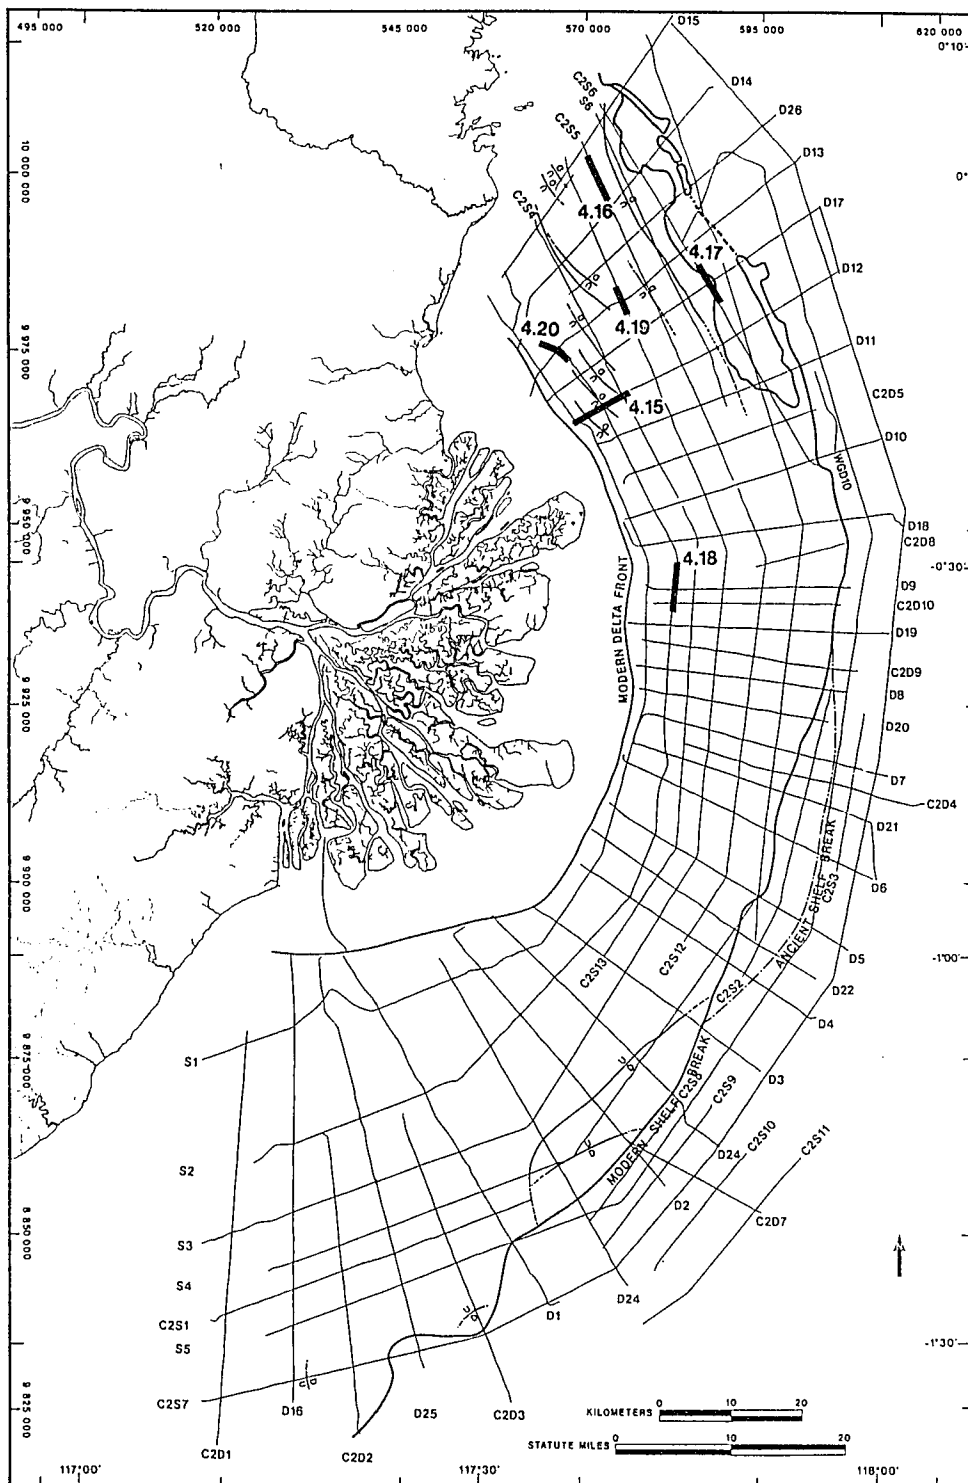 495 000
520 000
545 000
570 000
595 000
620 000
0°10'
D15
D14
D26
D13
D17
C2S6
S6
C2S5
C2S4
10 000 000
0°
4.16
4.17
D12
4.19
4.20
D11
9 975 000
4.15
C2D5
D10
WGD10
9 950 000
D18
C2D8
-0°30'
4.18
D9
C2D10
MODERN DELTA FRONT
D19
C2D9
D8
9 925 000
D20
D7
C2D4
D21
D6
9 900 000
ANCIENT SHELF BREAK
C2S3
D5
-1°00'
C2S13
C2S12
C2S2
D22
D4
9 875 000
S1
D3
MODERN SHELF BREAK
C2S8
C2S9
C2S10
C2S11
D24
S2
D2
C2D7
S3
S4
C2S1
S5
D1
D24
-1°30'
C2S7
D16
D25
C2D3
C2D1
C2D2
9 825 000
KILOMETERS
0 10 20
STATUTE MILES
0 10 20
117°00'
117°30'
118°00'